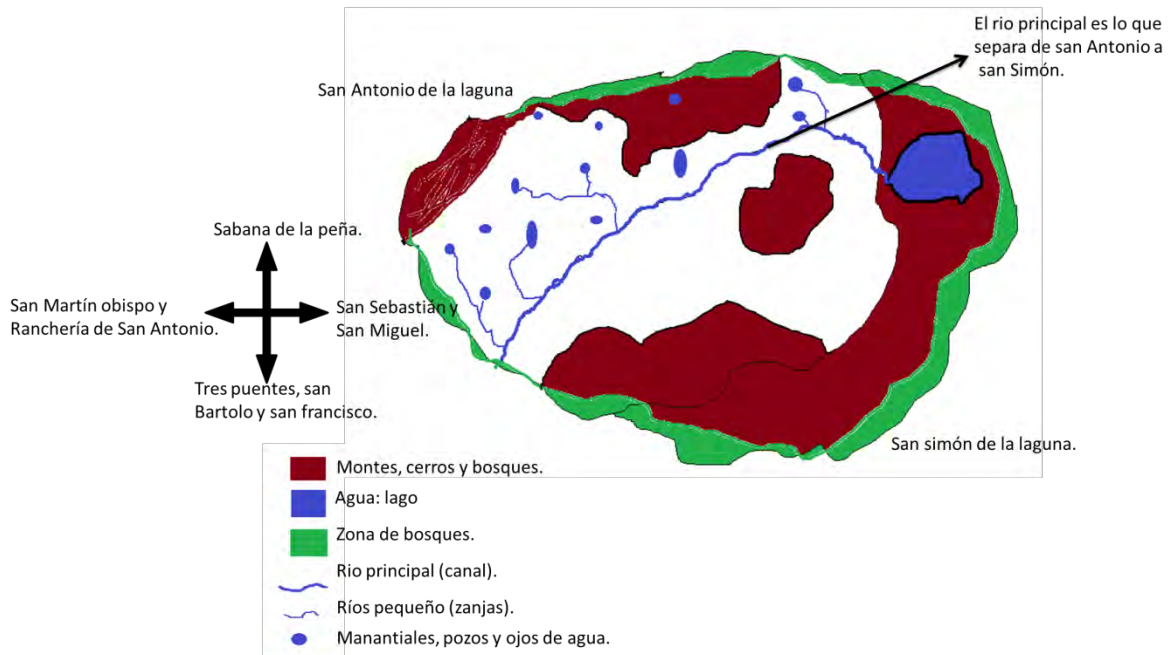 El rio principal es lo que
separa de san Antonio a
san Simón.
San Antonio de la laguna
Sabana de la peña.
San Martín obispo y
Ranchería de San Antonio.
San Sebastián y
San Miguel.
Tres puentes, san
Bartolo y san francisco.
San simón de la laguna.
Montes, cerros y bosques.
Agua: lago
Zona de bosques.
Rio principal (canal).
Ríos pequeño (zanjas).
Manantiales, pozos y ojos de agua.